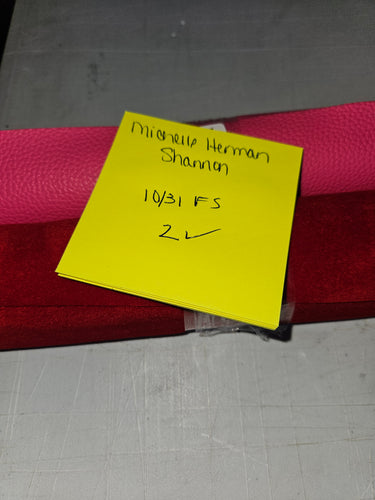 Michelle Herman
Shannon
10/31 FS
2✓